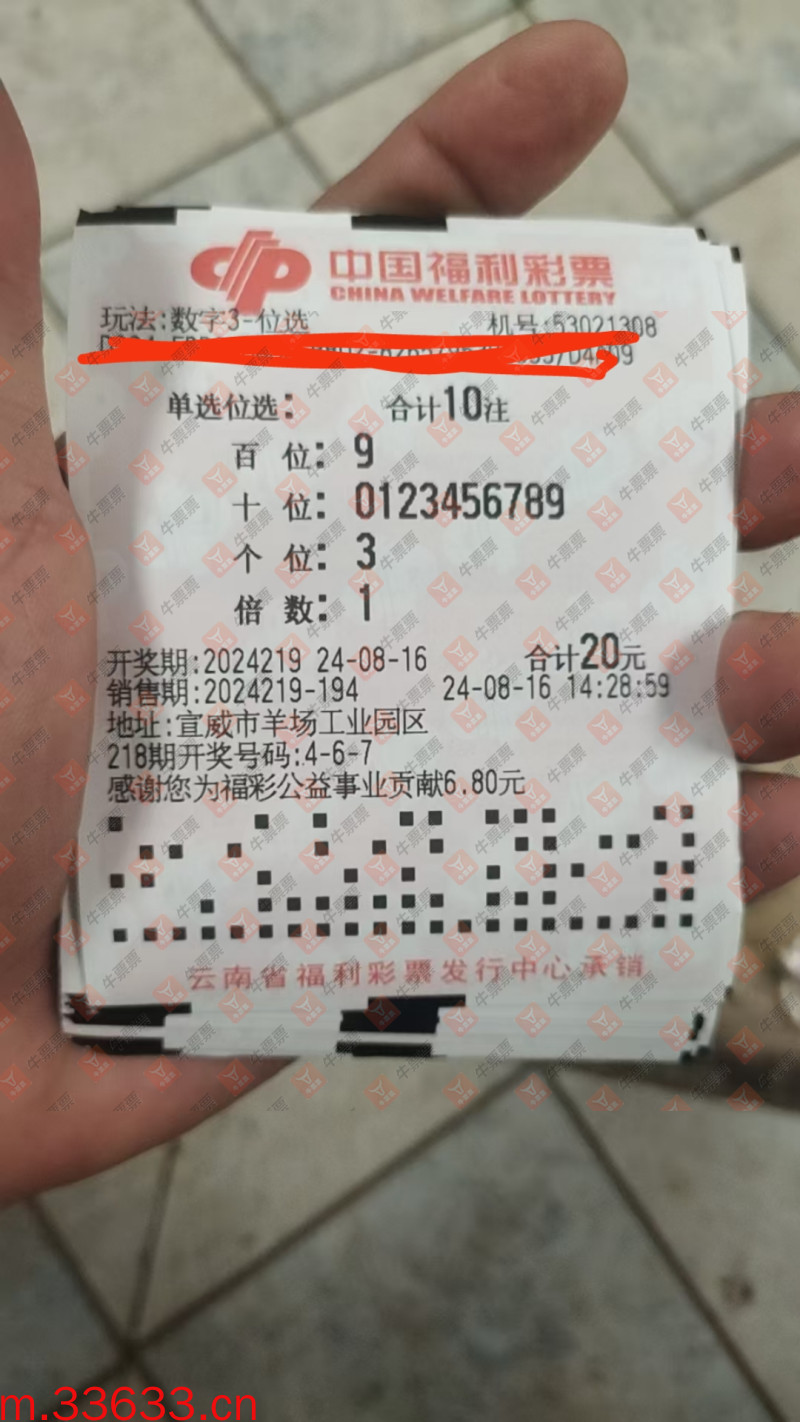 中国福利彩票
CHINA WELFARE LOTTERY
玩法:数字3-位选 机号:53021308
单选位选: 合计10注
百 位: 9
十 位: 0123456789
个 位: 3
倍 数: 1
开奖期:2024219 24-08-16 合计20元
销售期:2024219-194 24-08-16 14:28:59
地址:宣威市羊场工业园区
218期开奖号码:4-6-7
感谢您为福彩公益事业贡献6.80元
云南省福利彩票发行中心承销
牛票票
m.33633.cn